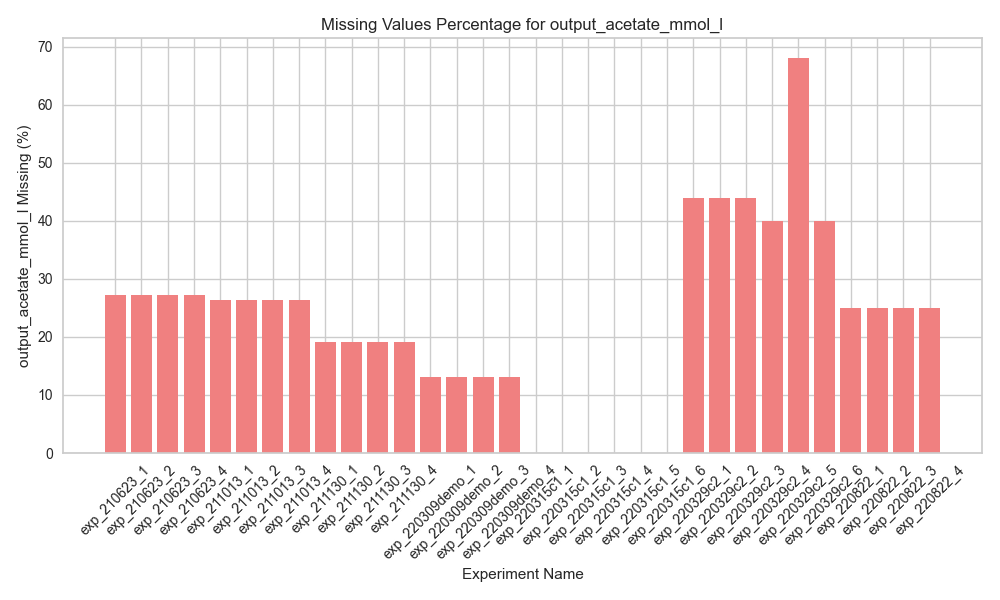 Missing Values Percentage for output_acetate_mmol_l
output_acetate_mmol_l Missing (%)
70
60
50
40
30
20
10
0
exp_210623_1
exp_210623_2
exp_210623_3
exp_210623_4
exp_211013_1
exp_211013_2
exp_211013_3
exp_211013_4
exp_211130_1
exp_211130_2
exp_211130_3
exp_211130_4
exp_220309demo_1
exp_220309demo_2
exp_220309demo_3
exp_220309demo_4
exp_220315c1_1
exp_220315c1_2
exp_220315c1_3
exp_220315c1_4
exp_220315c1_5
exp_220315c1_6
exp_220329c2_1
exp_220329c2_2
exp_220329c2_3
exp_220329c2_4
exp_220329c2_5
exp_220329c2_6
exp_220822_1
exp_220822_2
exp_220822_3
exp_220822_4
Experiment Name